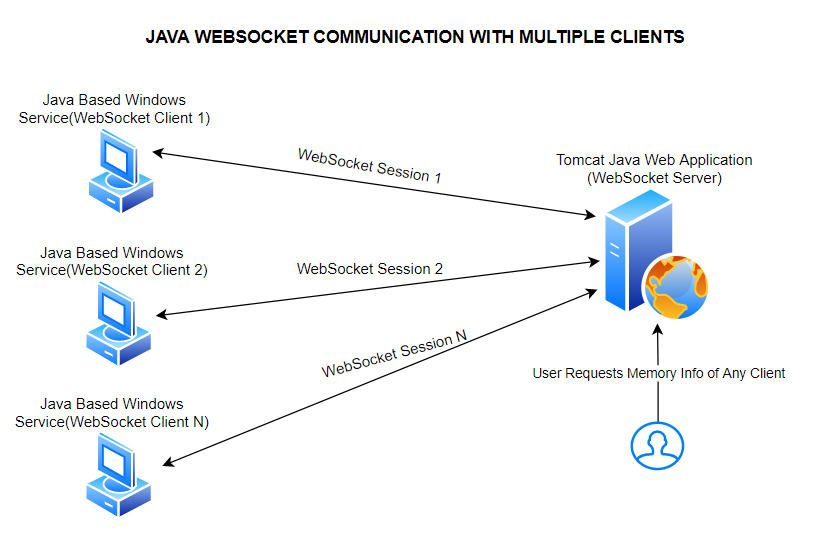 JAVA WEBSOCKET COMMUNICATION WITH MULTIPLE CLIENTS
Java Based Windows
Service(WebSocket Client 1)
WebSocket Session 1
Tomcat Java Web Application
(WebSocket Server)
Java Based Windows
Service(WebSocket Client 2)
WebSocket Session 2
WebSocket Session N
User Requests Memory Info of Any Client
Java Based Windows
Service(WebSocket Client N)